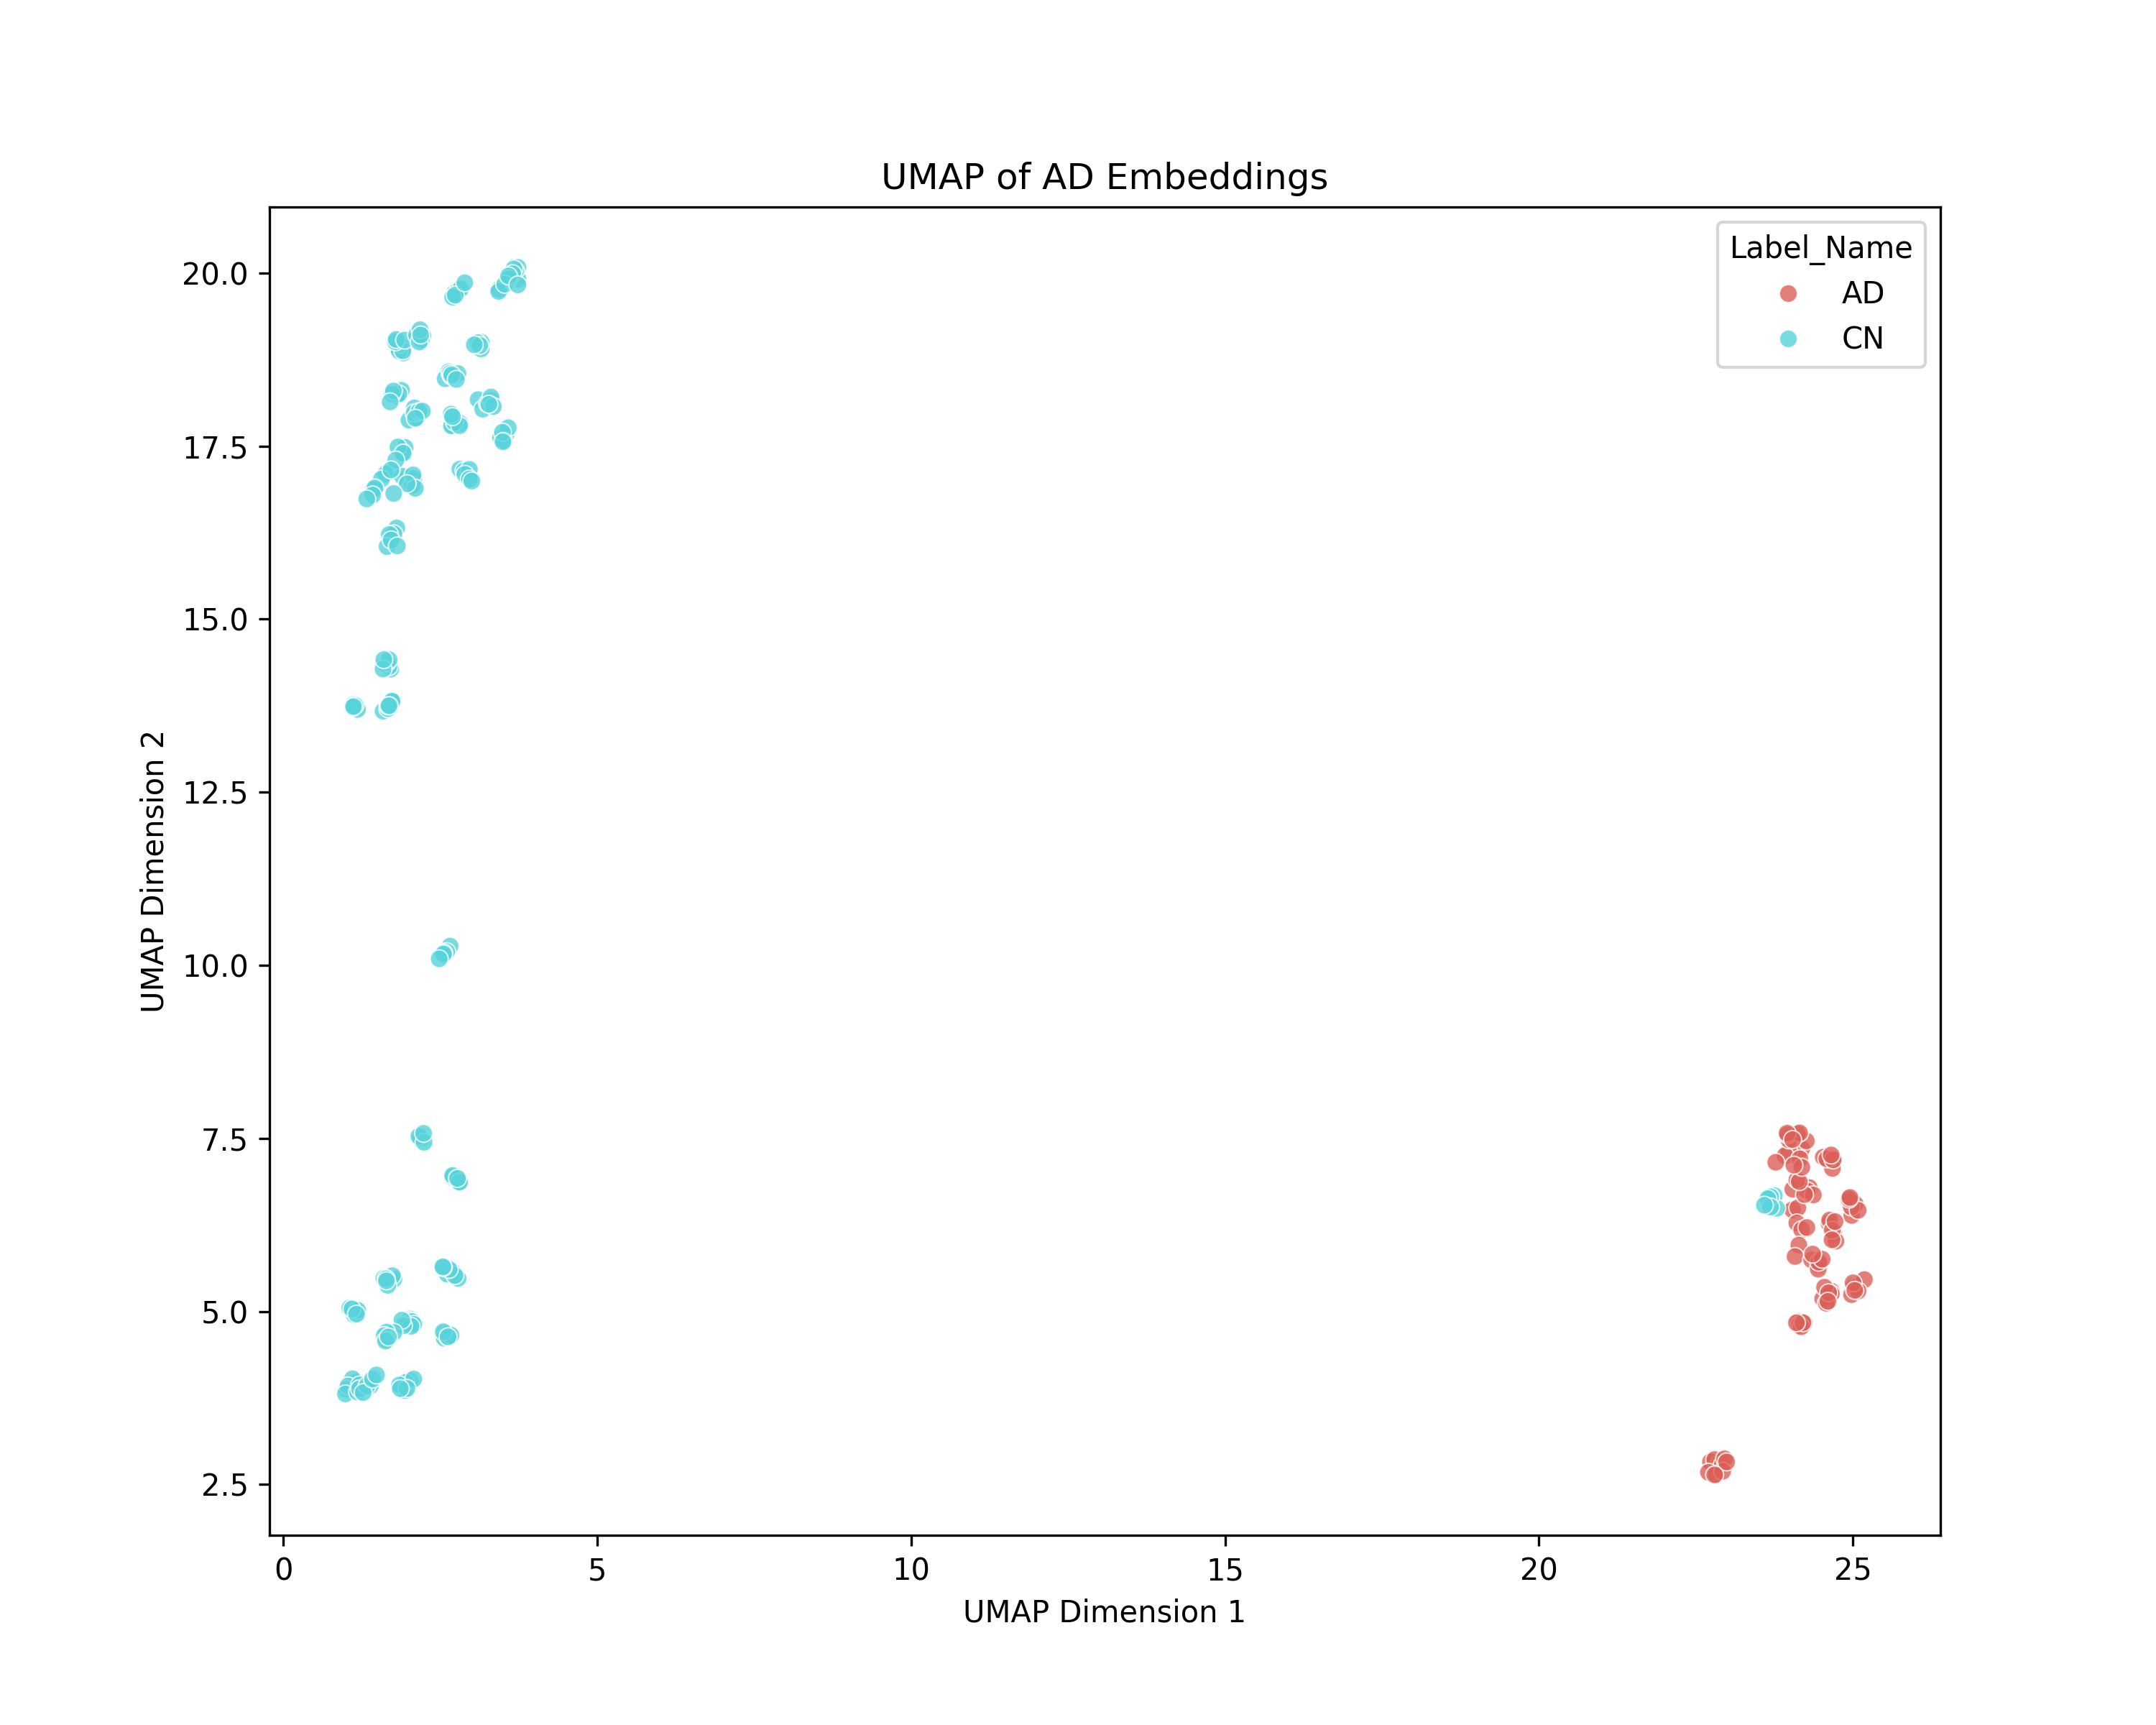 UMAP of AD Embeddings
Label_Name
AD
CN
20.0
17.5
15.0
12.5
10.0
7.5
5.0
2.5
UMAP Dimension 2
0 5 10 15 20 25
UMAP Dimension 1